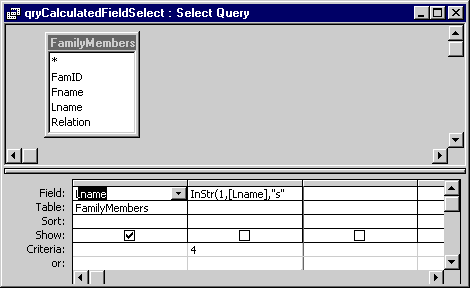 qryCalculatedFieldSelect : Select Query
FamilyMembers
*
FamID
Fname
Lname
Relation
Field: Lname InStr(1,[Lname],"s"
Table: FamilyMembers
Sort:
Show:
Criteria: 4
or: